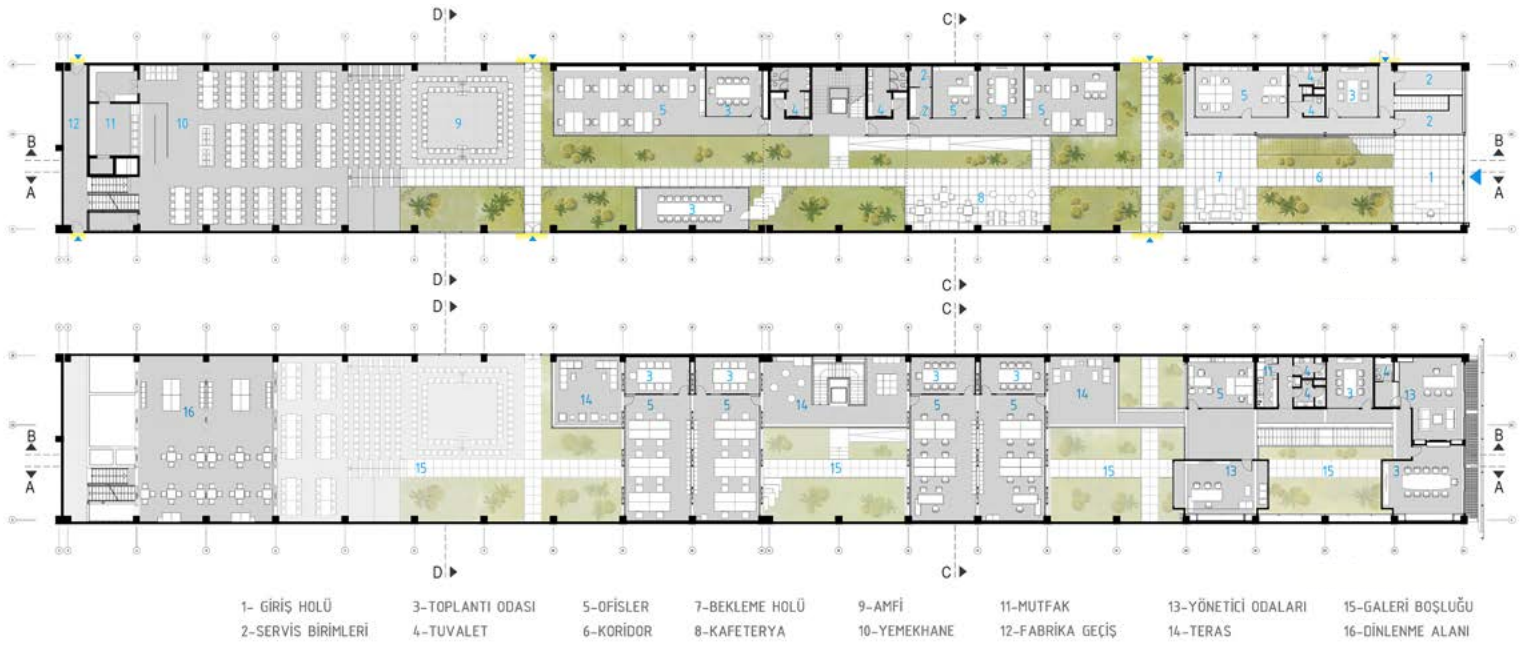 D C
2
12 11 10 9 5 3 4 4 2 5 3 5 5 4 3 2
2 4 2
B B
A 7 6 1 A
3 8
D C
D C
3 3 3 3 11 4 3 4
16 14 14 14 5 4 13
5 5 5 5
B B
A 15 15 15 13 15 3 A
D C
1- GİRİŞ HOLÜ 3-TOPLANTI ODASI 5-OFİSLER 7-BEKLEME HOLÜ 9-AMFİ 11-MUTFAK 13-YÖNETİCİ ODALARI 15-GALERİ BOŞLUĞU
2-SERVİS BİRİMLERİ 4-TUVALET 6-KORİDOR 8-KAFETERYA 10-YEMEKHANE 12-FABRİKA GEÇİŞ 14-TERAS 16-DİNLENME ALANI